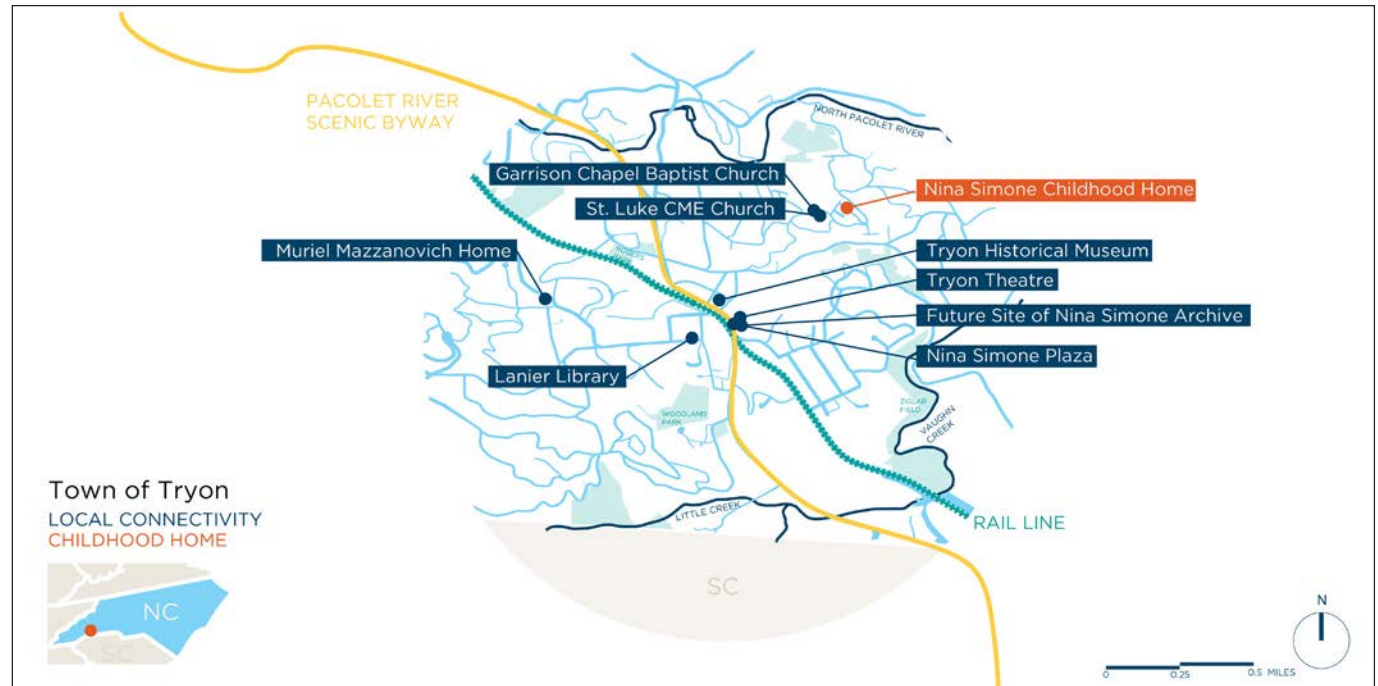 PACOLET RIVER
SCENIC BYWAY
NORTH PACOLET RIVER
Garrison Chapel Baptist Church
St. Luke CME Church
Nina Simone Childhood Home
Muriel Mazzanovich Home
Tryon Historical Museum
Tryon Theatre
Future Site of Nina Simone Archive
Nina Simone Plaza
Lanier Library
WOODLAND
PARK
ZIGLAR
FIELD
VAUGHN
CREEK
LITTLE CREEK
RAIL LINE
SC
Town of Tryon
LOCAL CONNECTIVITY
CHILDHOOD HOME
NC
SC
N
0
0.25
0.5 MILES